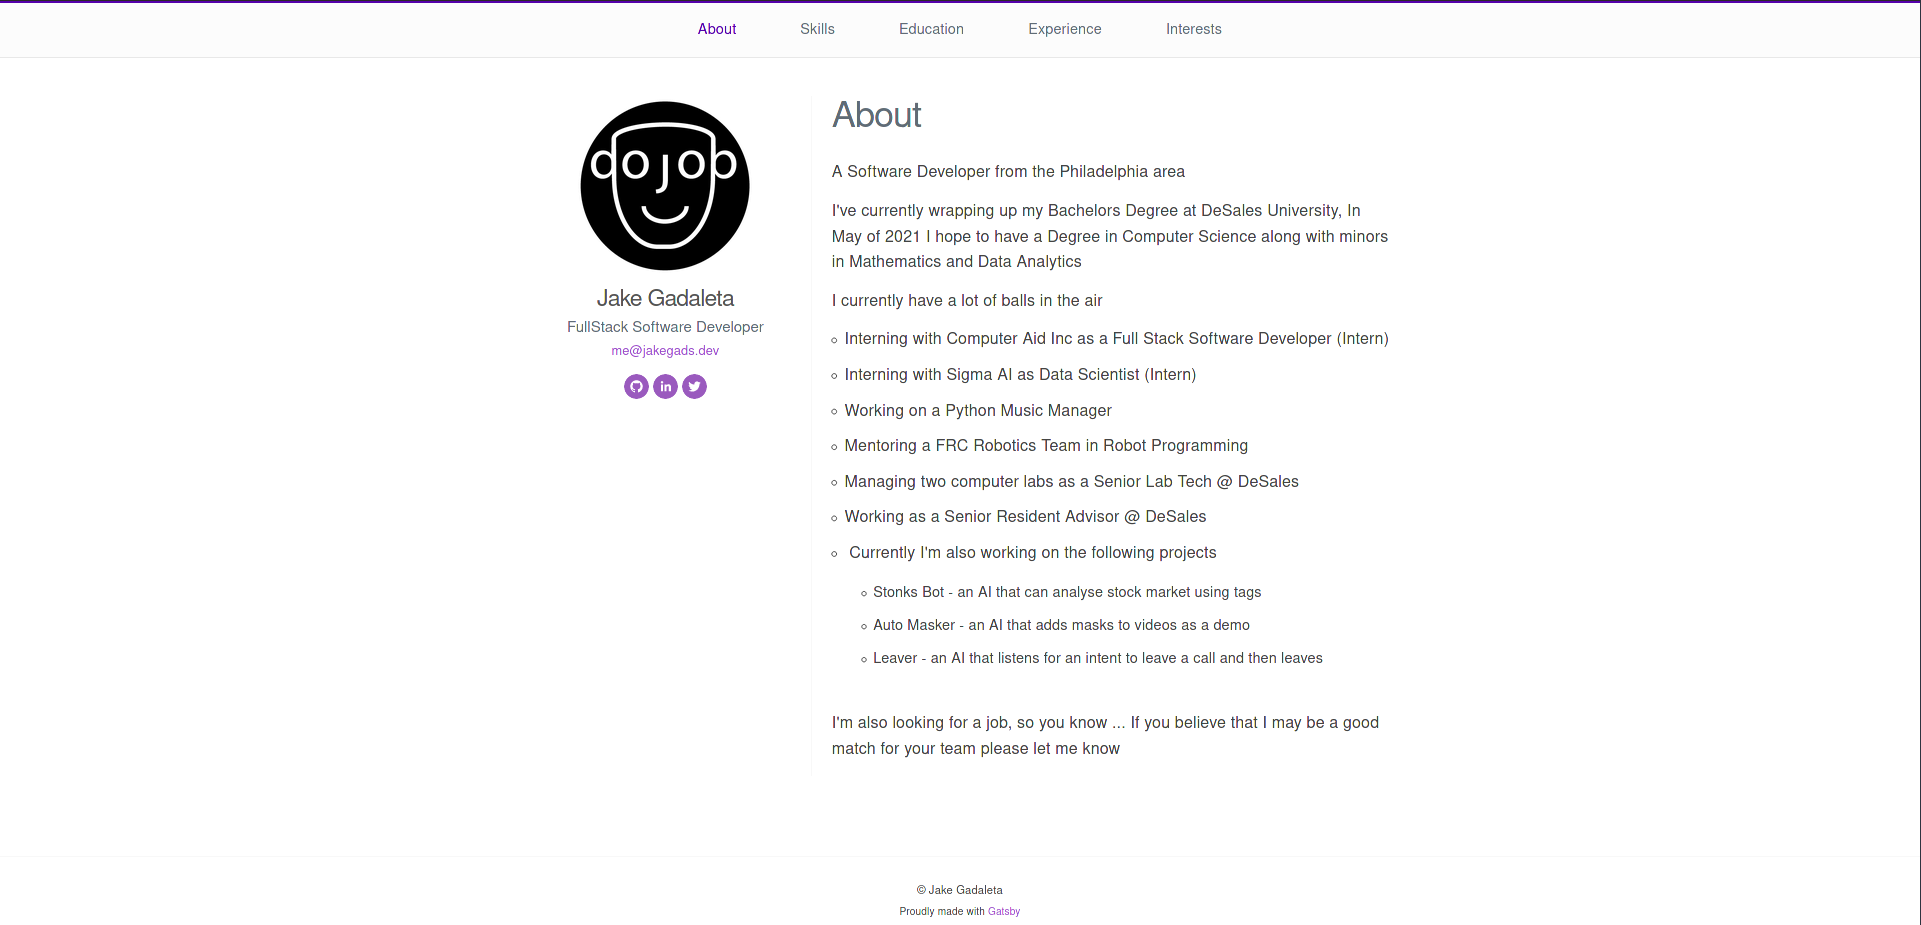 About
Skills
Education
Experience
Interests
Jake Gadaleta
FullStack Software Developer
me@jakegads.dev
in
About
A Software Developer from the Philadelphia area
I've currently wrapping up my Bachelors Degree at DeSales University, In
May of 2021 I hope to have a Degree in Computer Science along with minors
in Mathematics and Data Analytics
I currently have a lot of balls in the air
Interning with Computer Aid Inc as a Full Stack Software Developer (Intern)
Interning with Sigma AI as Data Scientist (Intern)
Working on a Python Music Manager
Mentoring a FRC Robotics Team in Robot Programming
Managing two computer labs as a Senior Lab Tech @ DeSales
Working as a Senior Resident Advisor @ DeSales
Currently I'm also working on the following projects
Stonks Bot - an AI that can analyse stock market using tags
Auto Masker - an AI that adds masks to videos as a demo
Leaver - an AI that listens for an intent to leave a call and then leaves
I'm also looking for a job, so you know ... If you believe that I may be a good
match for your team please let me know
© Jake Gadaleta
Proudly made with Gatsby